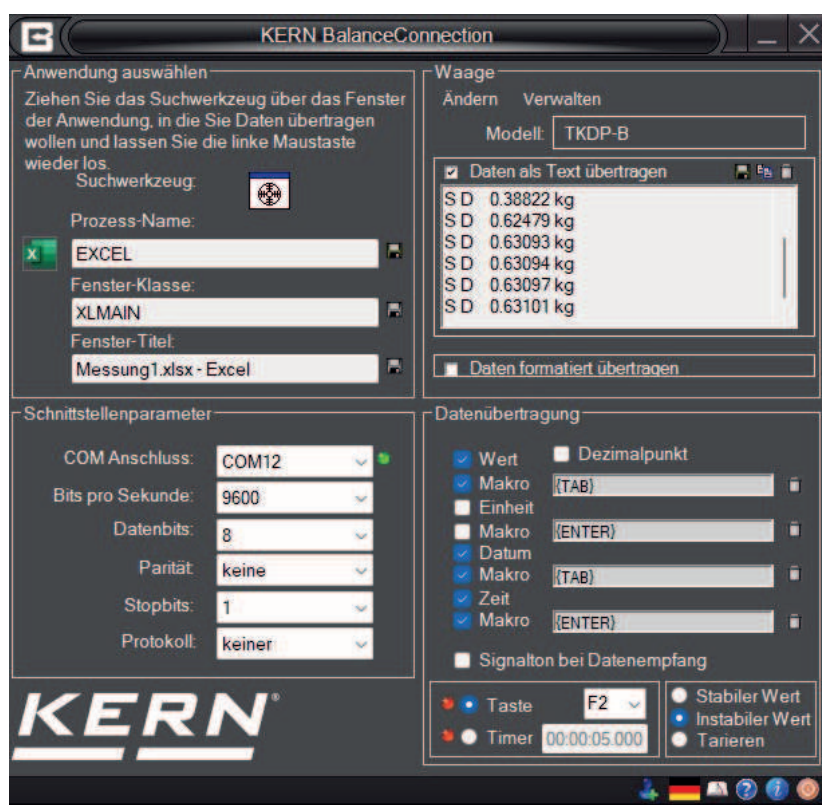 KERN BalanceConnection
Anwendung auswählen
Ziehen Sie das Suchwerkzeug über das Fenster
der Anwendung, in die Sie Daten übertragen
wollen und lassen Sie die linke Maustaste
wieder los.
Suchwerkzeug:
Prozess-Name:
EXCEL
Fenster-Klasse:
XLMAIN
Fenster-Titel:
Messung1.xlsx - Excel
Waage
Ändern Verwalten
Modell: TKDP-B
Daten als Text übertragen
S D 0.38822 kg
S D 0.62479 kg
S D 0.63093 kg
S D 0.63094 kg
S D 0.63097 kg
S D 0.63101 kg
Daten formatiert übertragen
Schnittstellenparameter
COM Anschluss: COM12
Bits pro Sekunde: 9600
Datenbits: 8
Parität: keine
Stopbits: 1
Protokoll: keiner
Datenübertragung
Wert Dezimalpunkt
Makro {TAB}
Einheit
Makro {ENTER}
Datum
Makro {TAB}
Zeit
Makro {ENTER}
Signalton bei Datenempfang
Taste F2
Timer 00:00:05.000
Stabiler Wert
Instabiler Wert
Tarieren
KERN®